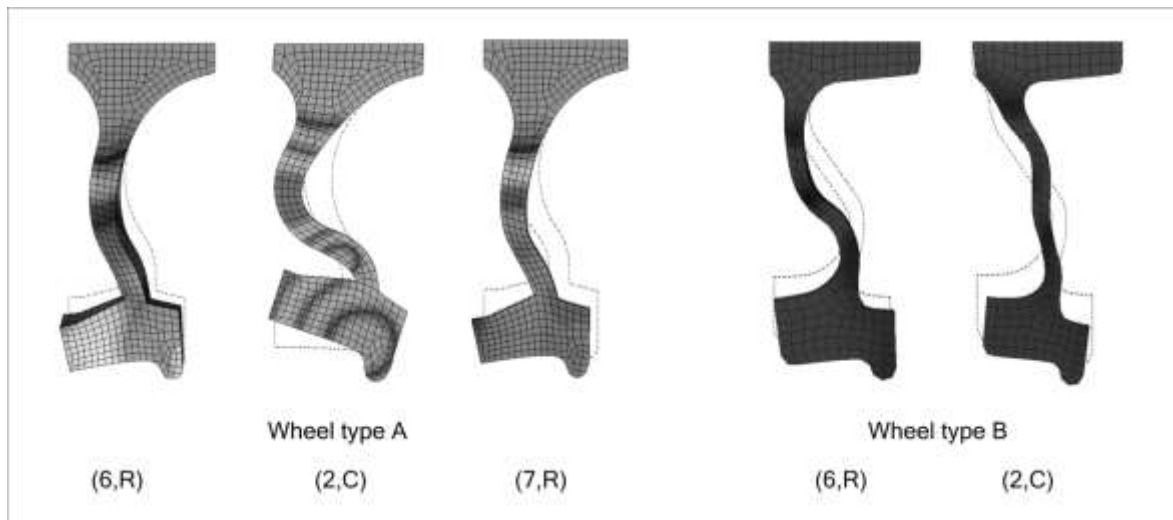 Wheel type A
Wheel type B
(6,R)
(2,C)
(7,R)
(6,R)
(2,C)